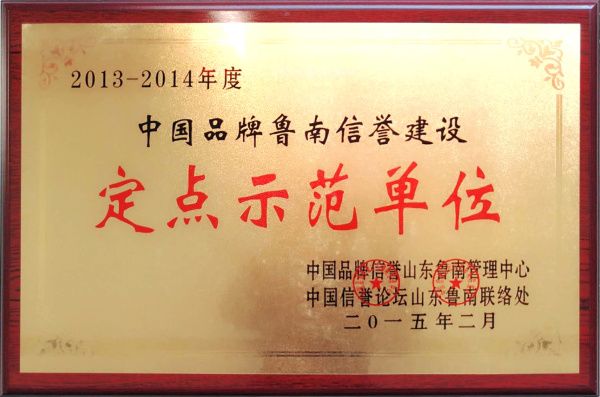 2013-2014年度
中国品牌鲁南信誉建设
定点示范单位
中国品牌信誉山东鲁南管理中心
中国信誉论坛山东鲁南联络处
二〇一五年二月